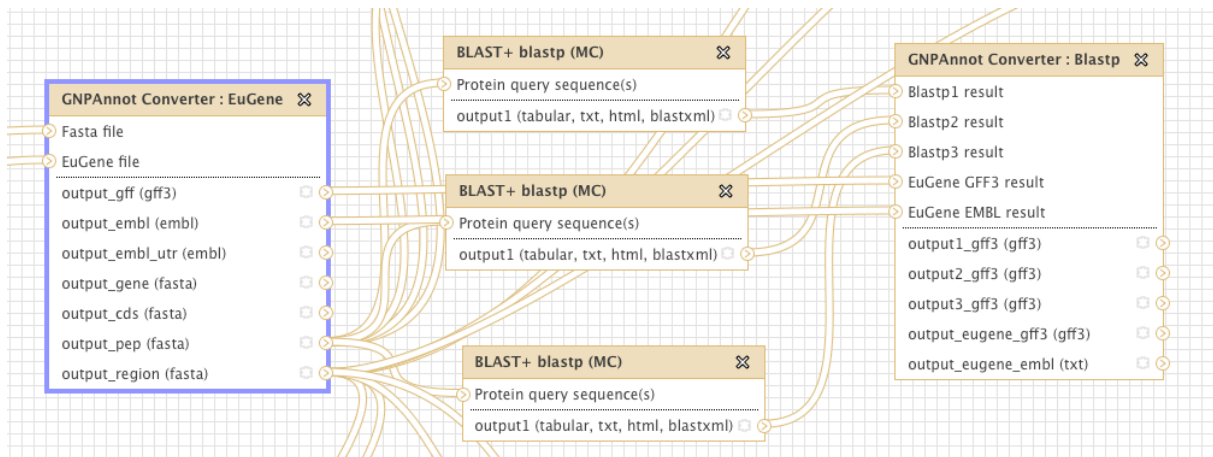 GNPAnnot Converter : EuGene
Fasta file
EuGene file
output_gff (gff3)
output_embl (embl)
output_embl_utr (embl)
output_gene (fasta)
output_cds (fasta)
output_pep (fasta)
output_region (fasta)
BLAST+ blastp (MC)
Protein query sequence(s)
output1 (tabular, txt, html, blastxml)
BLAST+ blastp (MC)
Protein query sequence(s)
output1 (tabular, txt, html, blastxml)
BLAST+ blastp (MC)
Protein query sequence(s)
output1 (tabular, txt, html, blastxml)
GNPAnnot Converter : Blastp
Blastp1 result
Blastp2 result
Blastp3 result
EuGene GFF3 result
EuGene EMBL result
output1_gff3 (gff3)
output2_gff3 (gff3)
output3_gff3 (gff3)
output_eugene_gff3 (gff3)
output_eugene_embl (txt)